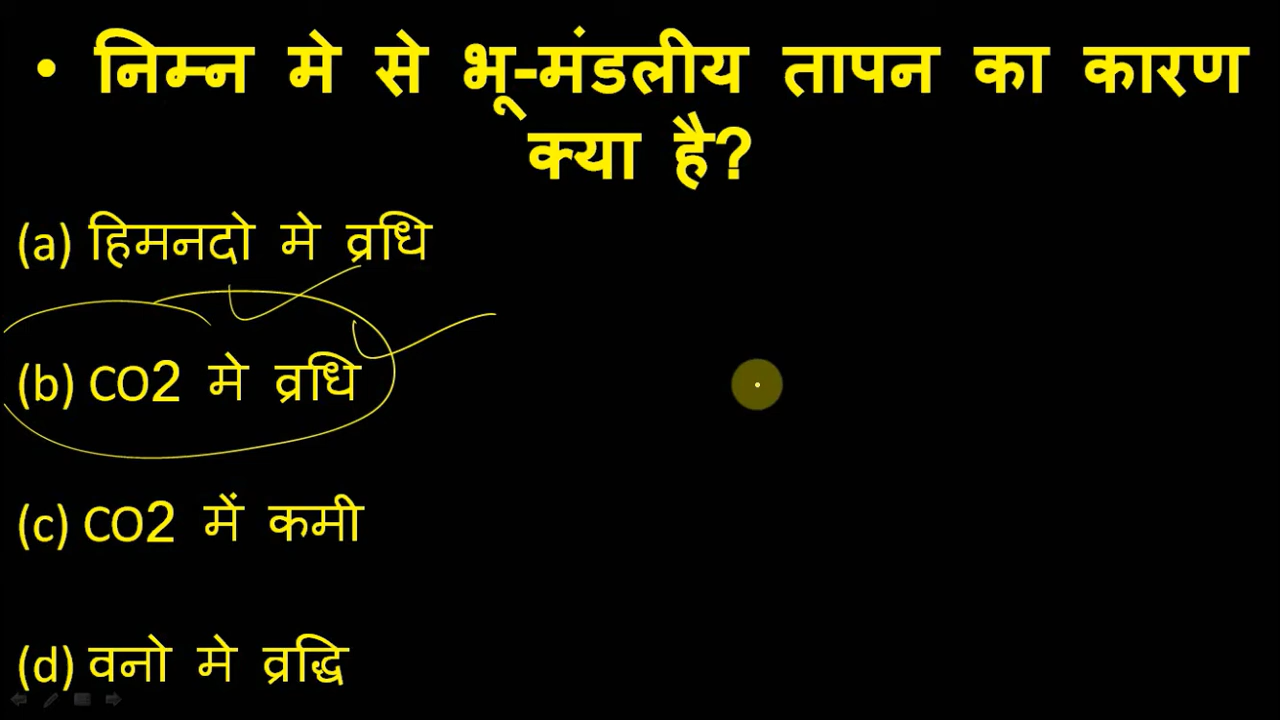 • निम्न मे से भू-मंडलीय तापन का कारण
क्या है?
(a) हिमनदो मे व्रधि
(b) CO2 मे व्रधि
(c) CO2 में कमी
(d) वनो मे व्रद्धि